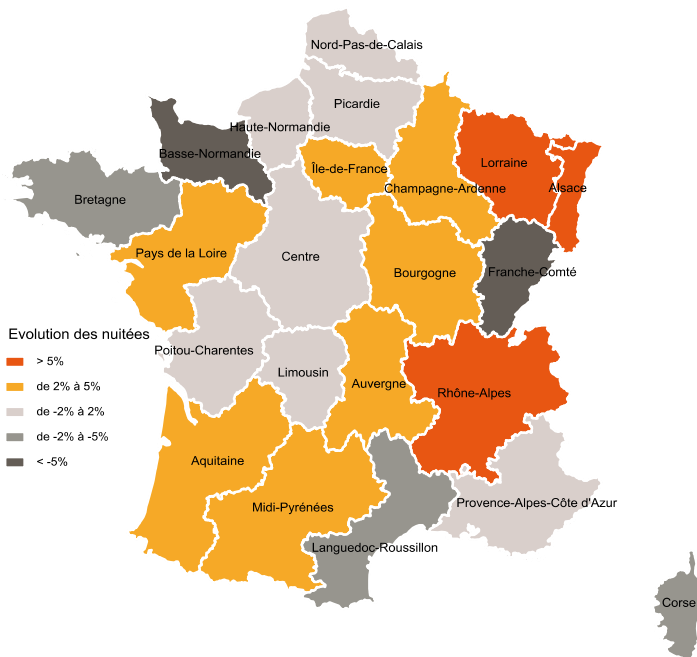 Nord-Pas-de-Calais
Picardie
Haute-Normandie
Basse-Normandie
Île-de-France
Lorraine
Champagne-Ardenne
Alsace
Bretagne
Pays de la Loire
Centre
Bourgogne
Franche-Comté
Evolution des nuitées
> 5%
de 2% à 5%
de -2% à 2%
de -2% à -5%
< -5%
Poitou-Charentes
Limousin
Auvergne
Rhône-Alpes
Aquitaine
Midi-Pyrénées
Provence-Alpes-Côte d'Azur
Languedoc-Roussillon
Corse